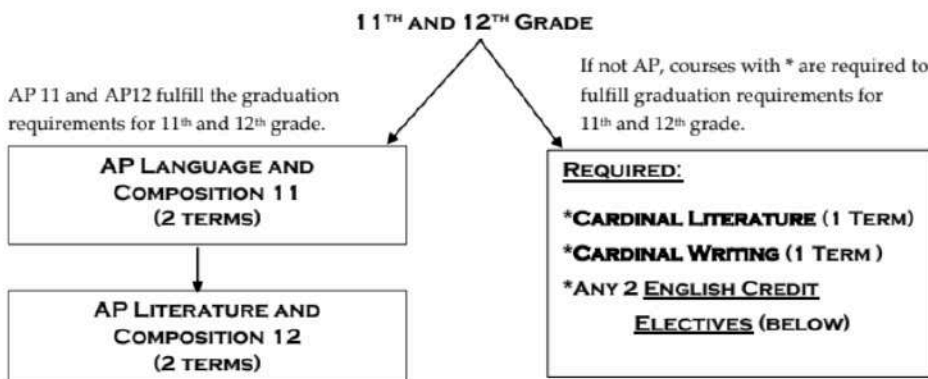 11TH AND 12TH GRADE
AP 11 and AP12 fulfill the graduation
requirements for 11th and 12th grade.
If not AP, courses with * are required to
fulfill graduation requirements for
11th and 12th grade.
AP LANGUAGE AND
COMPOSITION 11
(2 TERMS)
AP LITERATURE AND
COMPOSITION 12
(2 TERMS)
REQUIRED:
*CARDINAL LITERATURE (1 TERM)
*CARDINAL WRITING (1 TERM )
*ANY 2 ENGLISH CREDIT
ELECTIVES (BELOW)